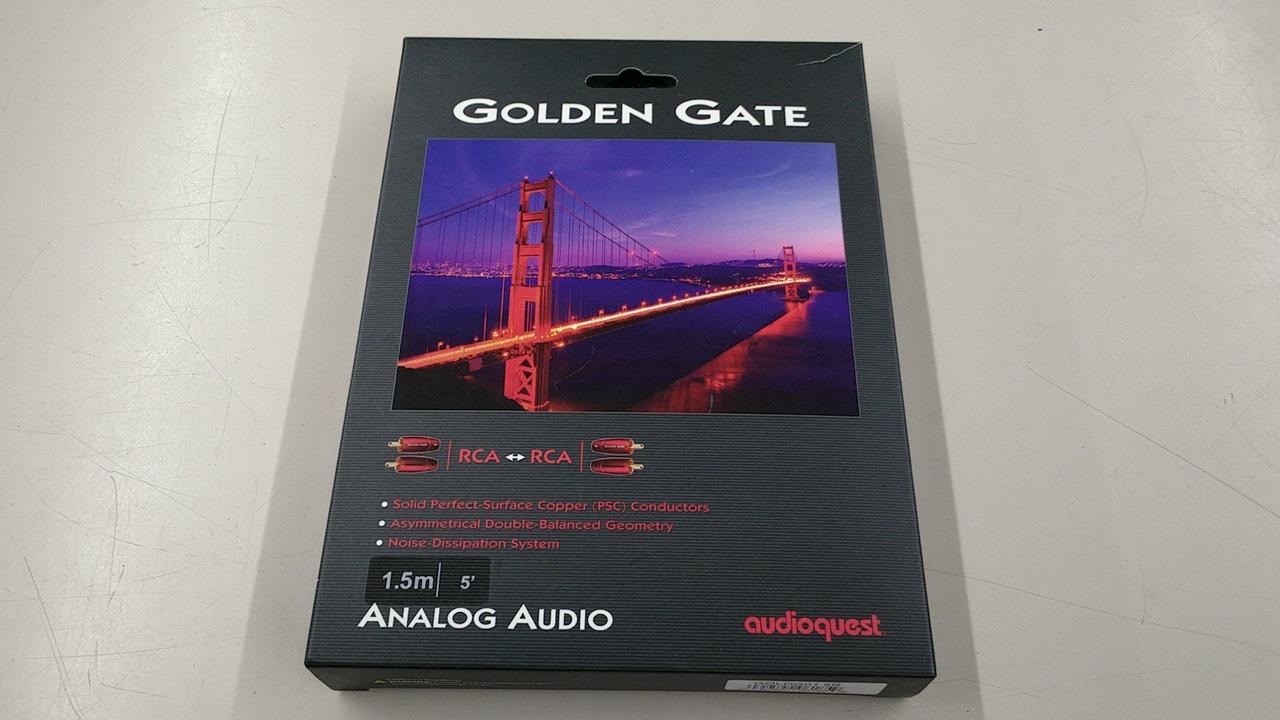 GOLDEN GATE
RCA ↔ RCA
• Solid Perfect-Surface Copper (PSC) Conductors
• Asymmetrical Double-Balanced Geometry
• Noise-Dissipation System
1.5m| 5'
ANALOG AUDIO
audioquest